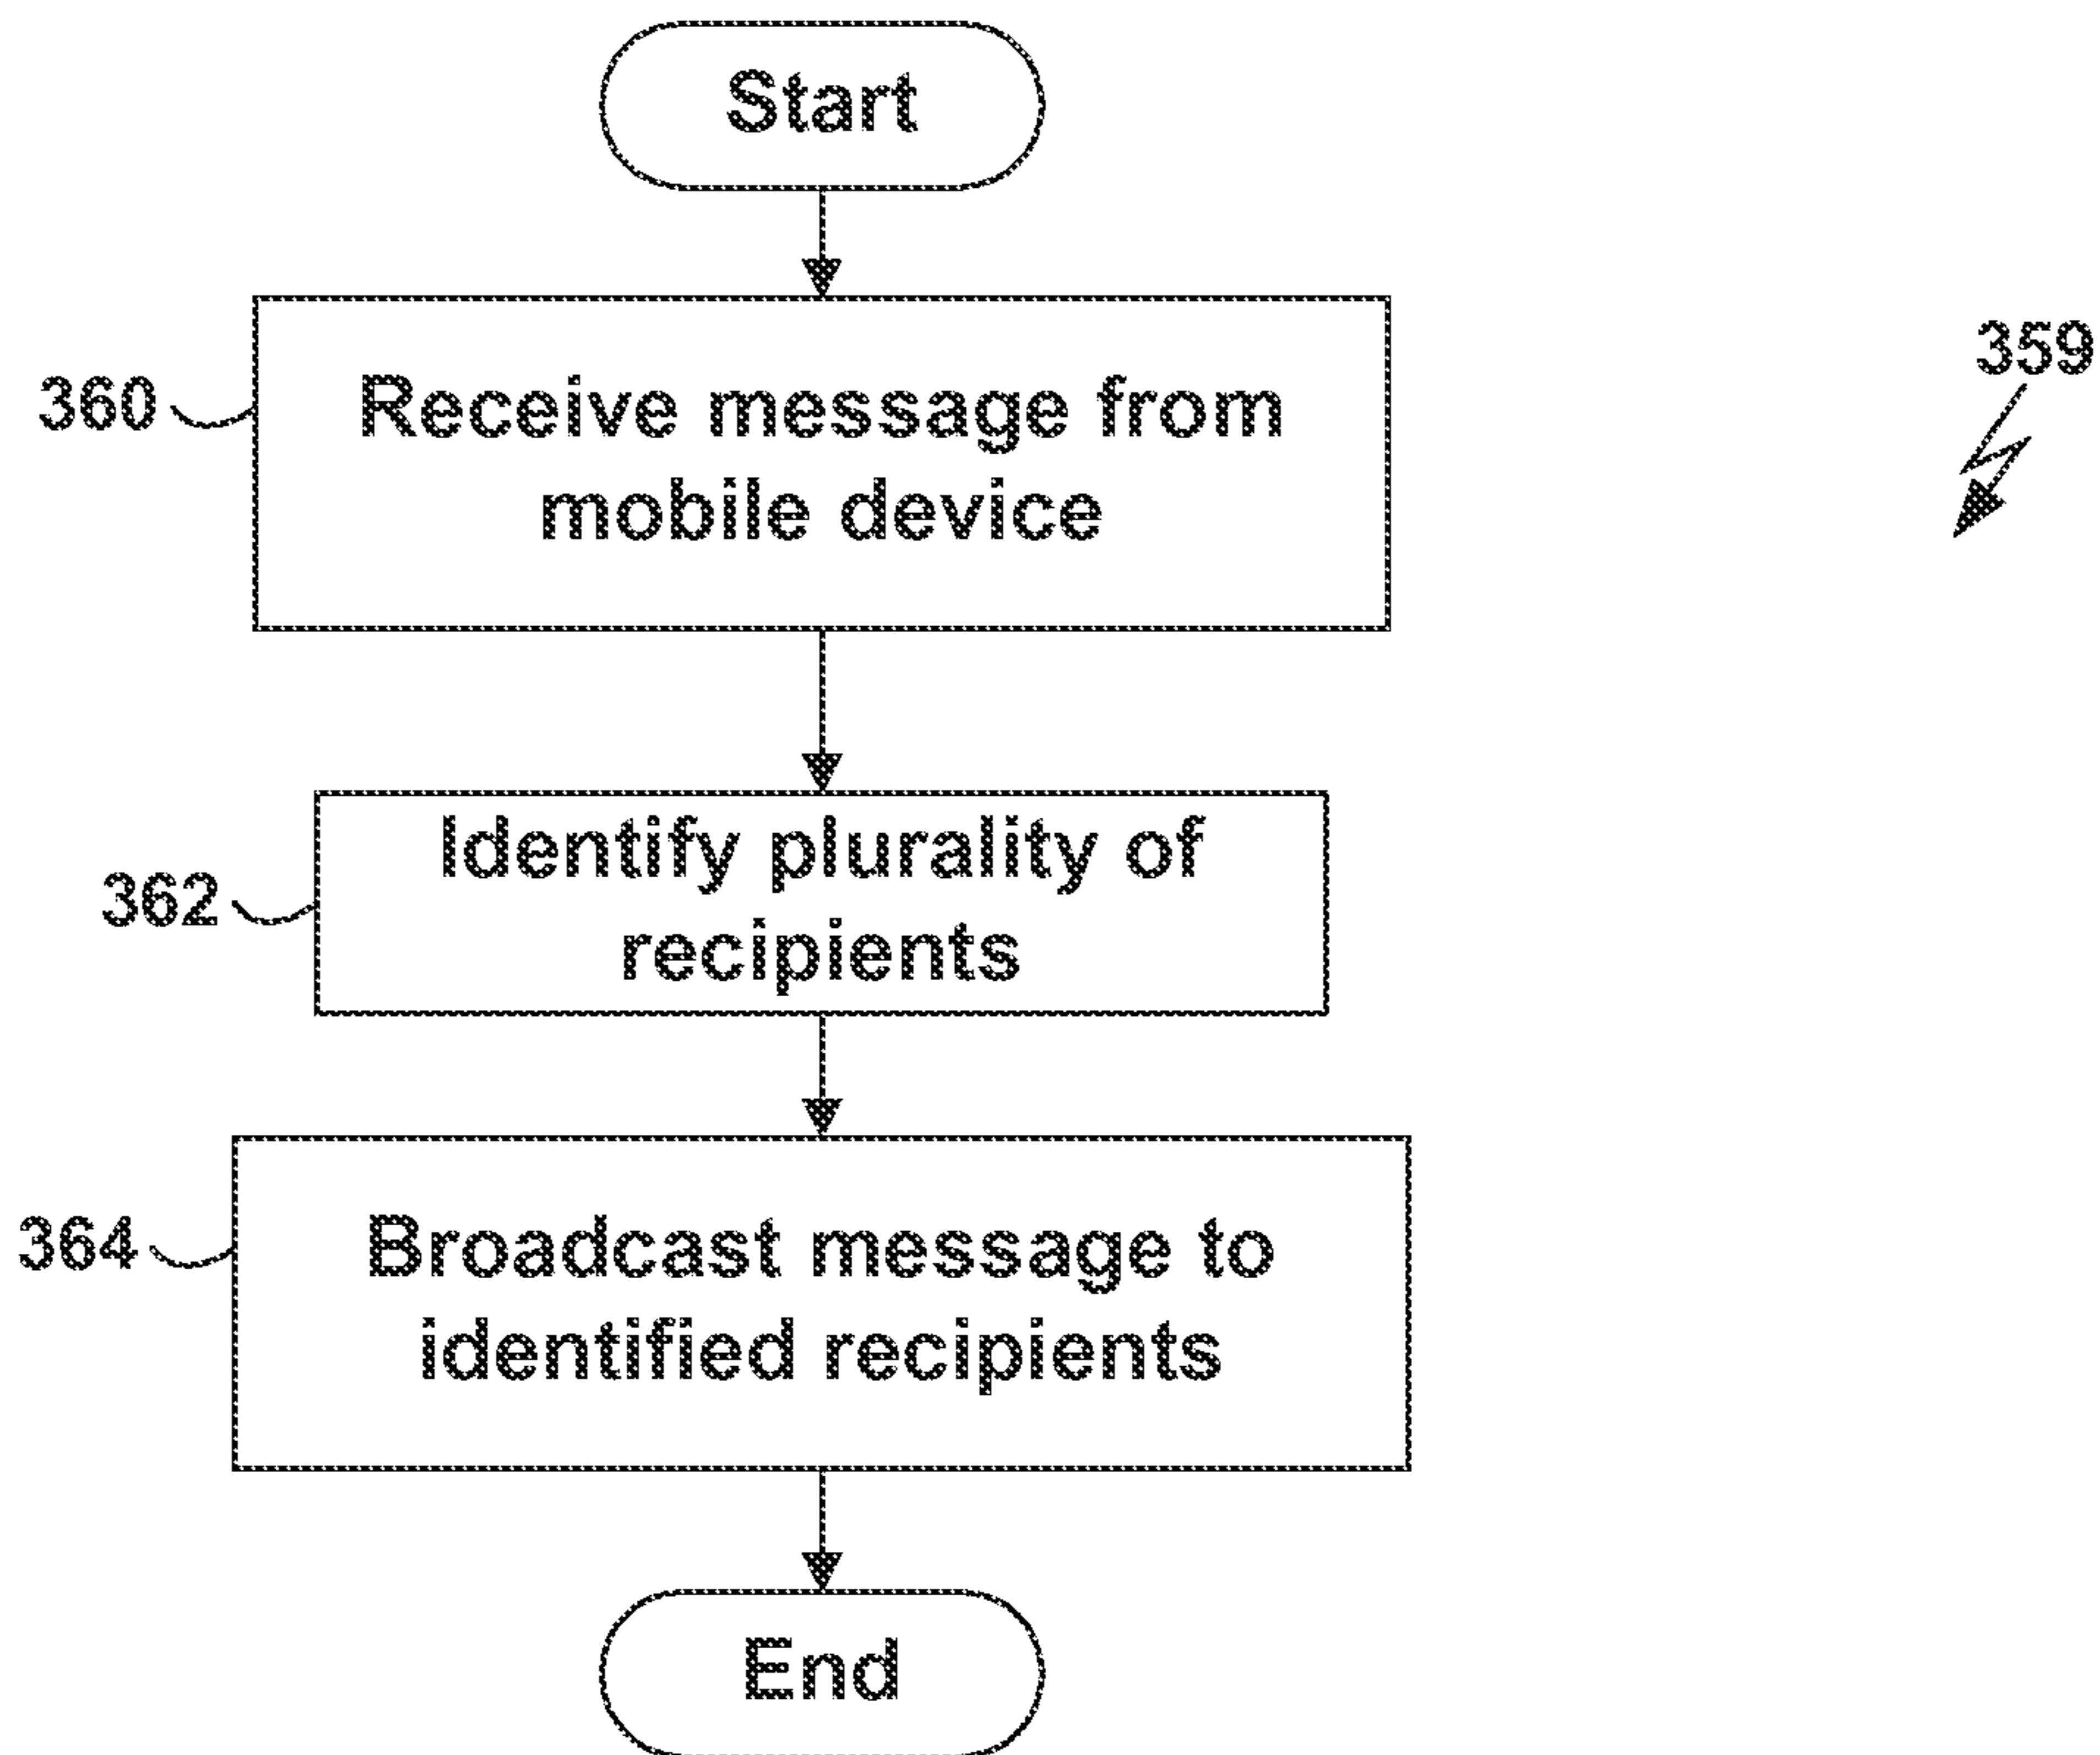 Start
359
360
Receive message from
mobile device
362
Identify plurality of
recipients
364
Broadcast message to
identified recipients
End